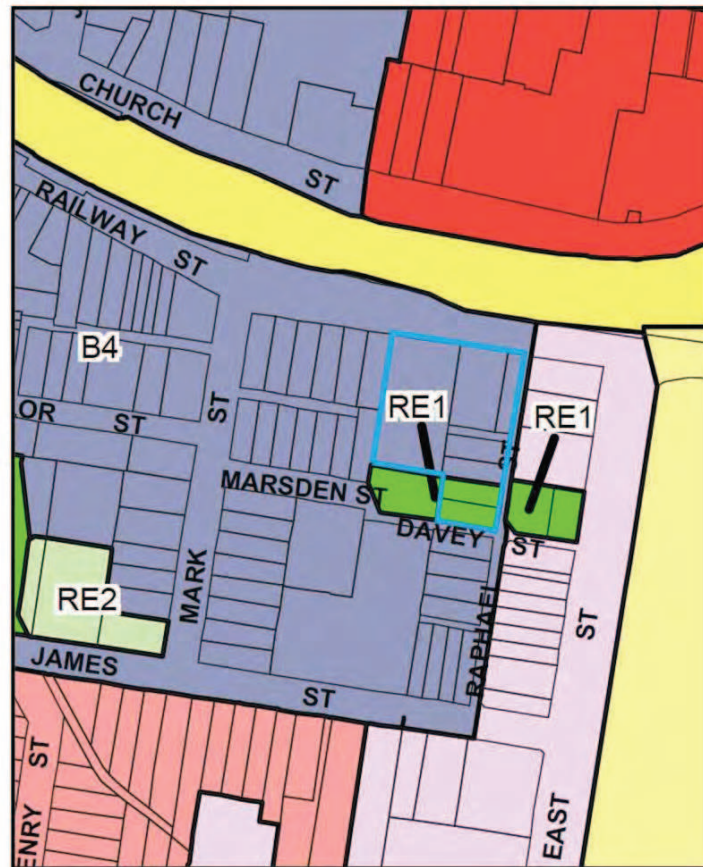 CHURCH
ST
RAILWAY
ST
B4
ST
RE1
RE1
OR
ST
MARSDEN ST
DAVEY
ST
RE2
MARK
RAPHAEL
ST
JAMES
ST
ST
ENRY
EAST